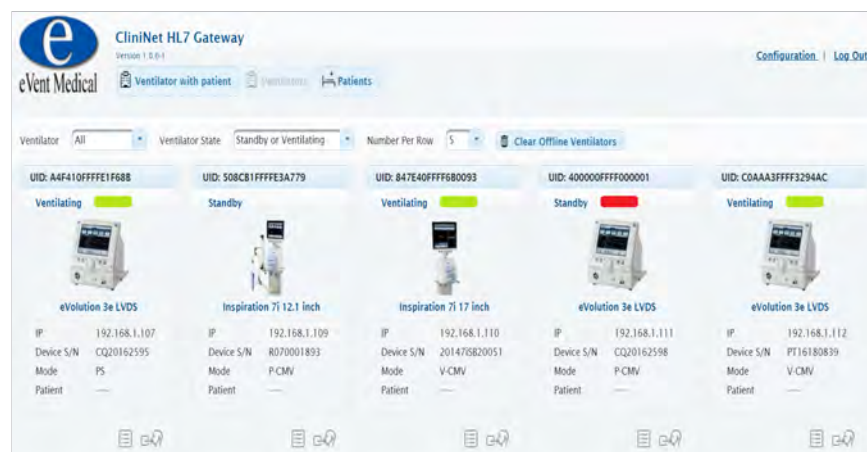 CliniNet HL7 Gateway
Version 1.0.0-1
e
eVent Medical
Configuration | Log Out
Ventilator with patient Ventilators Patients
Ventilator All Ventilator State Standby or Ventilating Number Per Row 5 Clear Offline Ventilators
UID: A4F410FFFFE1F68B UID: 508CB1FFFFE3A779 UID: 847E40FFFF6B0093 UID: 400000FFFF000001 UID: C0AAA3FFFF3294AC
Ventilating Standby Ventilating Standby Ventilating
eVolution 3e LVDS Inspiration 7i 12.1 inch Inspiration 7i 17 inch eVolution 3e LVDS eVolution 3e LVDS
IP 192.168.1.107 IP 192.168.1.109 IP 192.168.1.110 IP 192.168.1.111 IP 192.168.1.112
Device S/N CQ20162595 Device S/N R070001893 Device S/N 20147iSB20051 Device S/N CQ20162598 Device S/N PT16180839
Mode PS Mode P-CMV Mode V-CMV Mode P-CMV Mode V-CMV
Patient ---- Patient ---- Patient ---- Patient ---- Patient ----